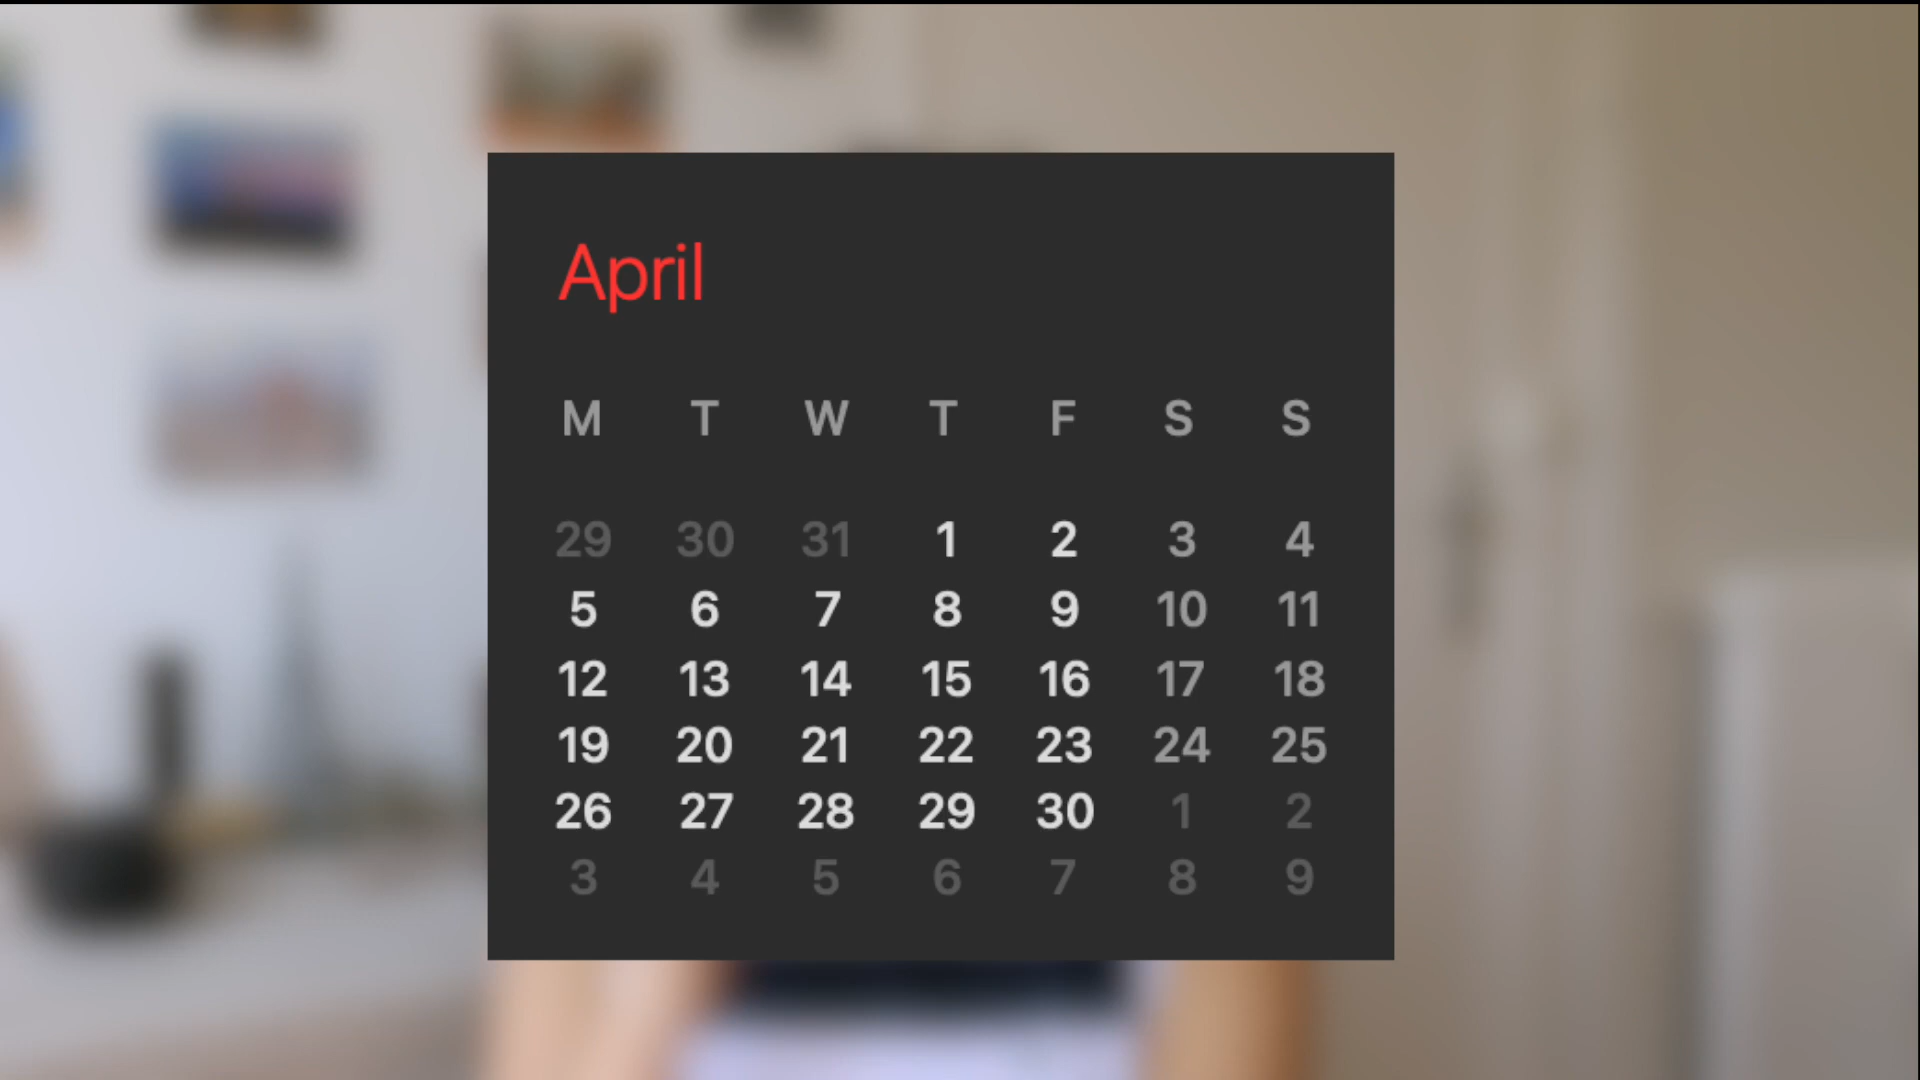 April
M T W T F S S
29 30 31 1 2 3 4
5 6 7 8 9 10 11
12 13 14 15 16 17 18
19 20 21 22 23 24 25
26 27 28 29 30 1 2
3 4 5 6 7 8 9